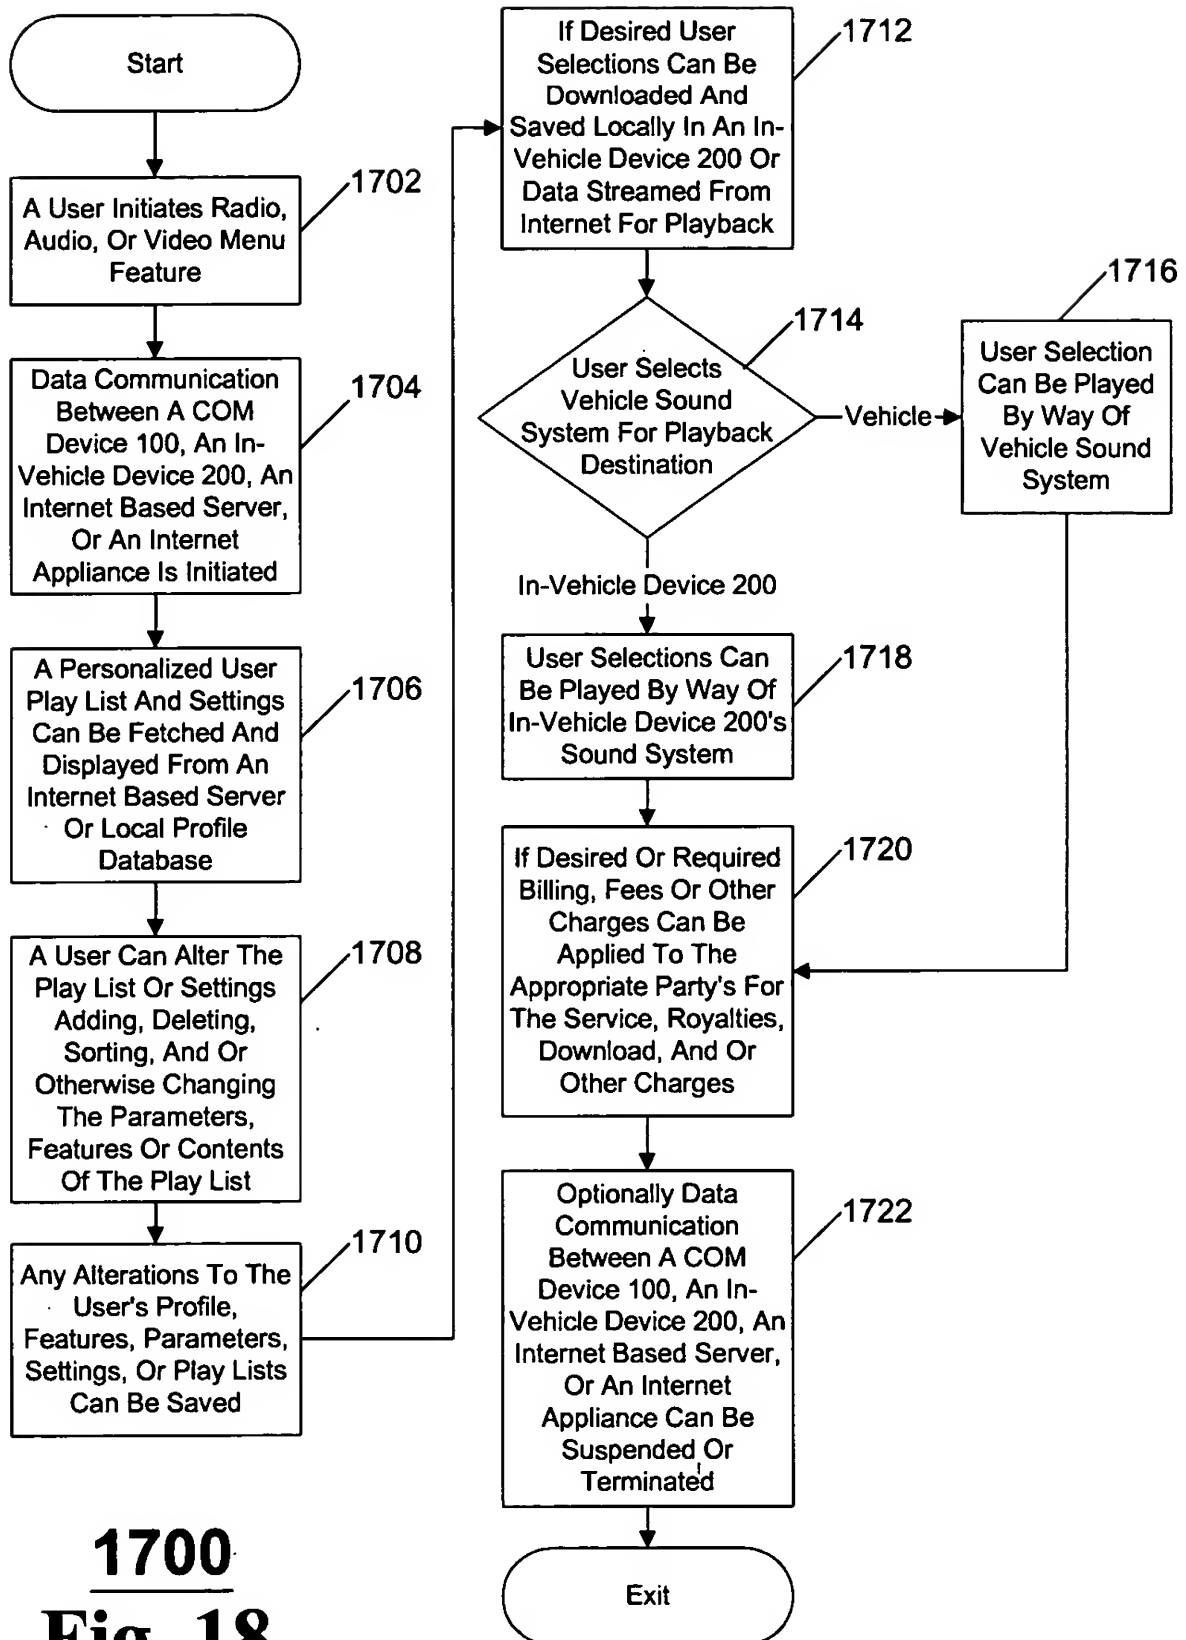 Start
1702
A User Initiates Radio,
Audio, Or Video Menu
Feature
1704
Data Communication
Between A COM
Device 100, An In-
Vehicle Device 200, An
Internet Based Server,
Or An Internet
Appliance Is Initiated
1706
A Personalized User
Play List And Settings
Can Be Fetched And
Displayed From An
Internet Based Server
Or Local Profile
Database
1708
A User Can Alter The
Play List Or Settings
Adding, Deleting,
Sorting, And Or
Otherwise Changing
The Parameters,
Features Or Contents
Of The Play List
1710
Any Alterations To The
User's Profile,
Features, Parameters,
Settings, Or Play Lists
Can Be Saved
1712
If Desired User
Selections Can Be
Downloaded And
Saved Locally In An In-
Vehicle Device 200 Or
Data Streamed From
Internet For Playback
1714
User Selects
Vehicle Sound
System For Playback
Destination
Vehicle
1716
User Selection
Can Be Played
By Way Of
Vehicle Sound
System
In-Vehicle Device 200
1718
User Selections Can
Be Played By Way Of
In-Vehicle Device 200's
Sound System
1720
If Desired Or Required
Billing, Fees Or Other
Charges Can Be
Applied To The
Appropriate Party's For
The Service, Royalties,
Download, And Or
Other Charges
1722
Optionally Data
Communication
Between A COM
Device 100, An In-
Vehicle Device 200, An
Internet Based Server,
Or An Internet
Appliance Can Be
Suspended Or
Terminated
Exit
1700
Fig. 18